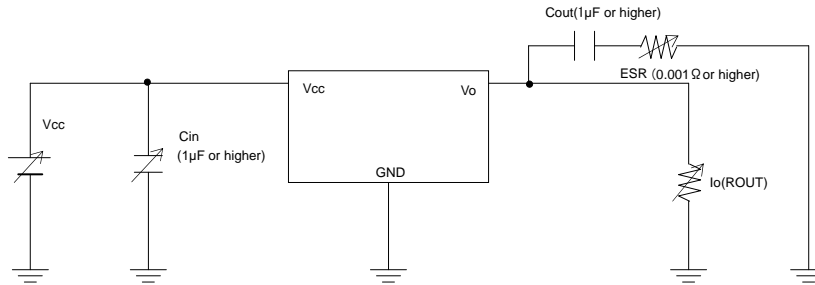 Cout(1µF or higher)
ESR (0.001Ω or higher)
Vcc
Vo
Vcc
Cin
(1µF or higher)
GND
Io(ROUT)